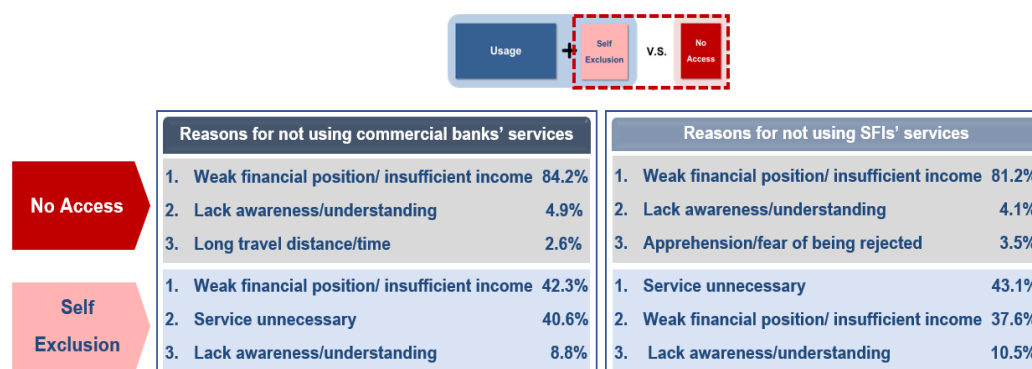 Usage
+
Self
Exclusion
V.S.
No
Access
Reasons for not using commercial banks' services
Reasons for not using SFIs' services
No Access
1. Weak financial position/ insufficient income 84.2%
2. Lack awareness/understanding 4.9%
3. Long travel distance/time 2.6%
1. Weak financial position/ insufficient income 81.2%
2. Lack awareness/understanding 4.1%
3. Apprehension/fear of being rejected 3.5%
Self
Exclusion
1. Weak financial position/ insufficient income 42.3%
2. Service unnecessary 40.6%
3. Lack awareness/understanding 8.8%
1. Service unnecessary 43.1%
2. Weak financial position/ insufficient income 37.6%
3. Lack awareness/understanding 10.5%